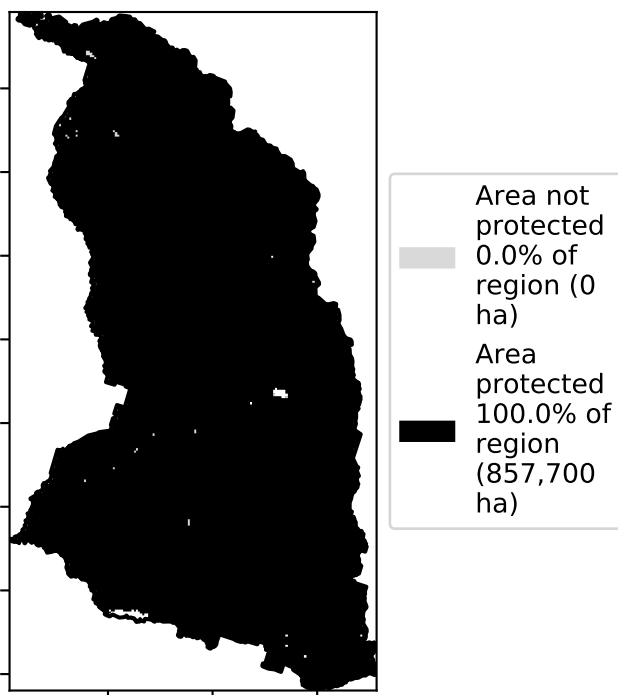 Area not
protected
0.0% of
region (0
ha)
Area
protected
100.0% of
region
(857,700
ha)